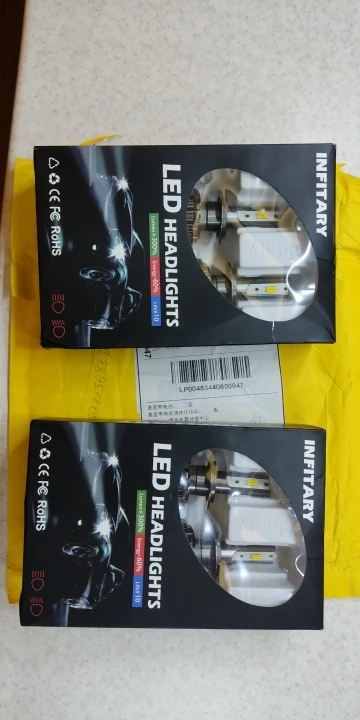 INFITARY
LED HEADLIGHTS
Lumen+300%
Energy-60%
Life×10
CE FC RoHS
LP00463440850947
INFITARY
LED HEADLIGHTS
Lumen+300%
Energy-60%
Life×10
CE FC RoHS